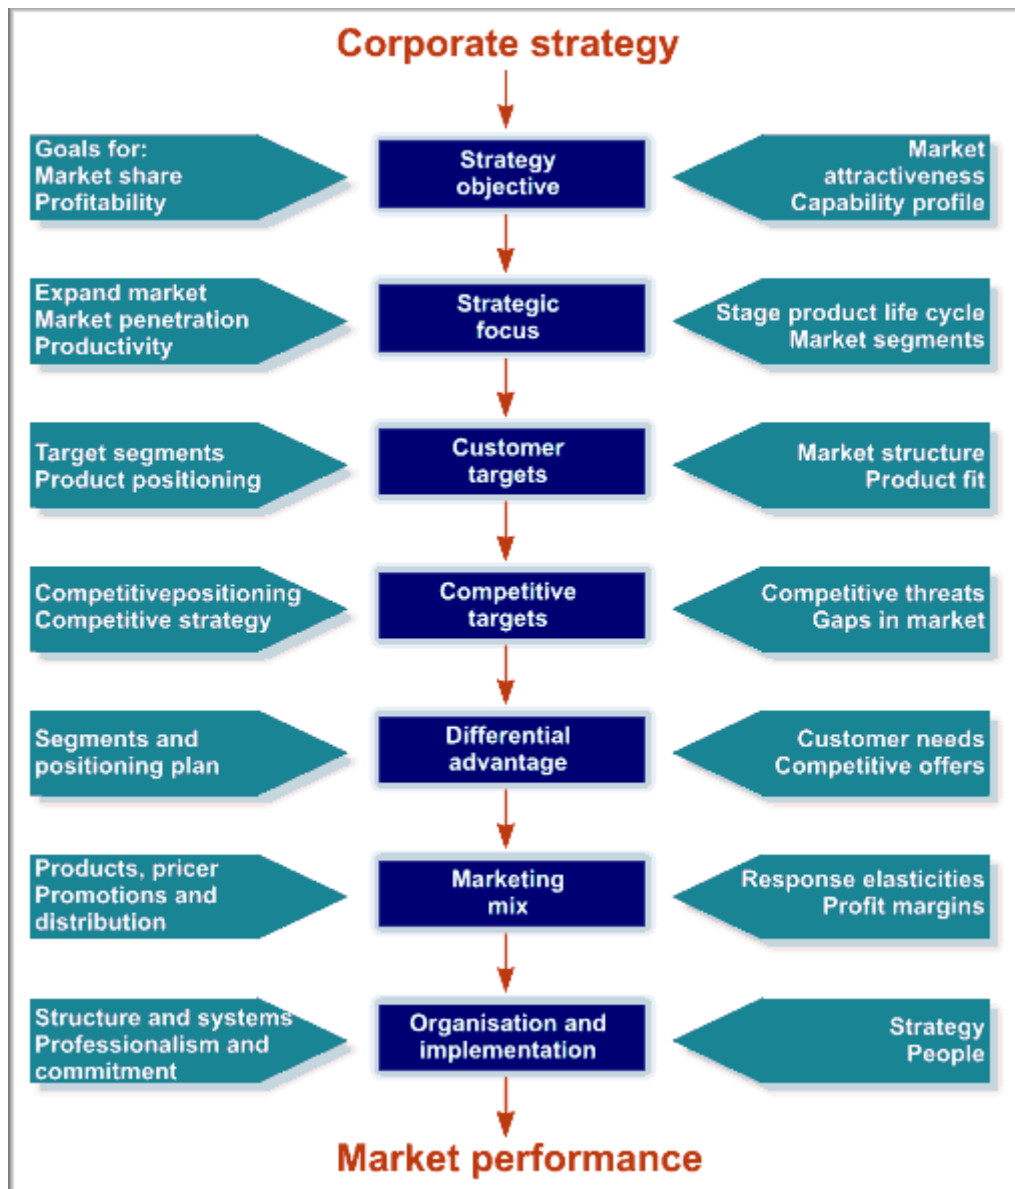 Corporate strategy
Goals for:
Market share
Profitability
Strategy
objective
Market
attractiveness
Capability profile
Expand market
Market penetration
Productivity
Strategic
focus
Stage product life cycle
Market segments
Target segments
Product positioning
Customer
targets
Market structure
Product fit
Competitivepositioning
Competitive strategy
Competitive
targets
Competitive threats
Gaps in market
Segments and
positioning plan
Differential
advantage
Customer needs
Competitive offers
Products, pricer
Promotions and
distribution
Marketing
mix
Response elasticities
Profit margins
Structure and systems
Professionalism and
commitment
Organisation and
implementation
Strategy
People
Market performance